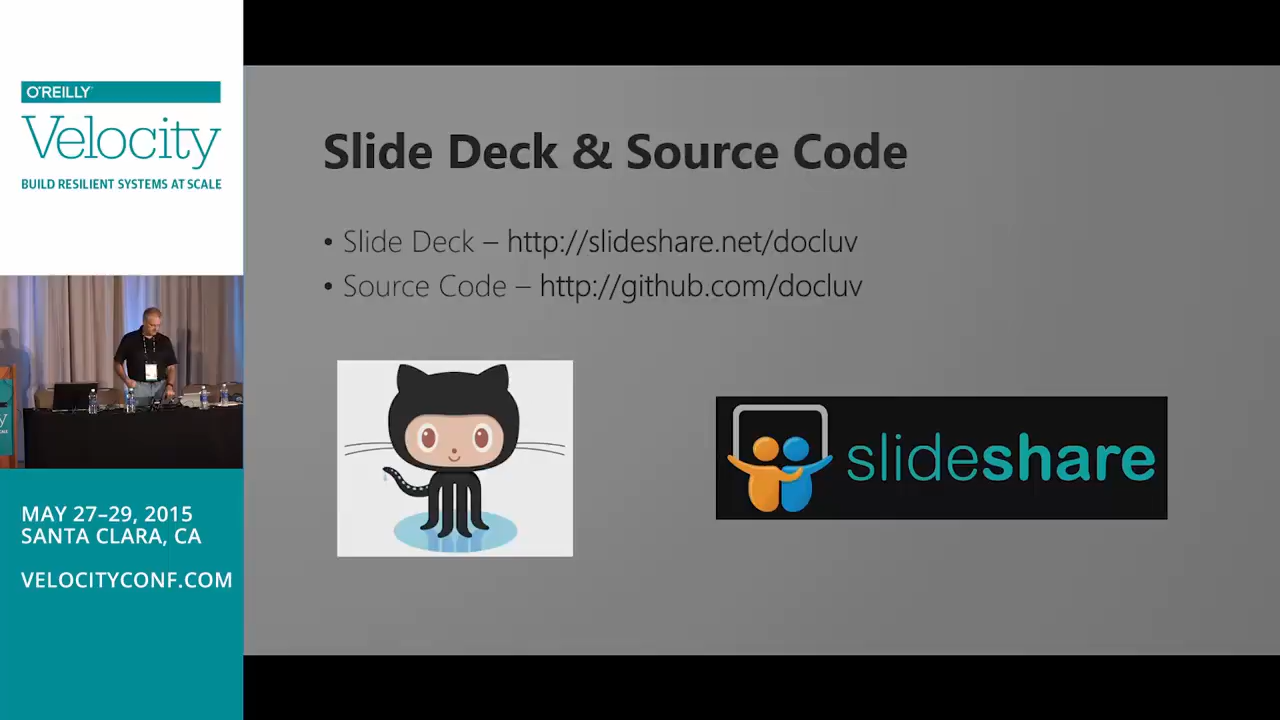 O'REILLY
Velocity
BUILD RESILIENT SYSTEMS AT SCALE
MAY 27–29, 2015
SANTA CLARA, CA
VELOCITYCONF.COM
Slide Deck & Source Code
• Slide Deck – http://slideshare.net/docluv
• Source Code – http://github.com/docluv
slideshare